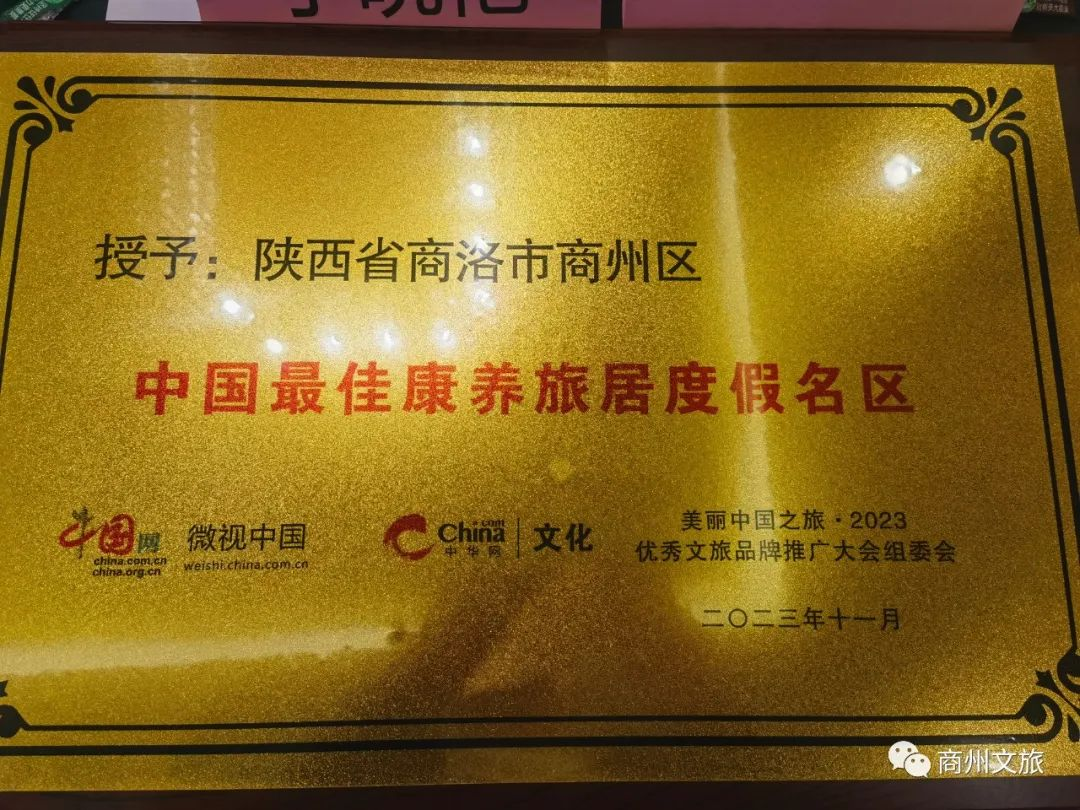 授予：陕西省商洛市商州区
中国最佳康养旅居度假名区
中国网
china.com.cn
china.org.cn
微视中国
weishi.china.com.cn
China.com
中华网
文化
美丽中国之旅·2023
优秀文旅品牌推广大会组委会
二〇二三年十一月
商州文旅